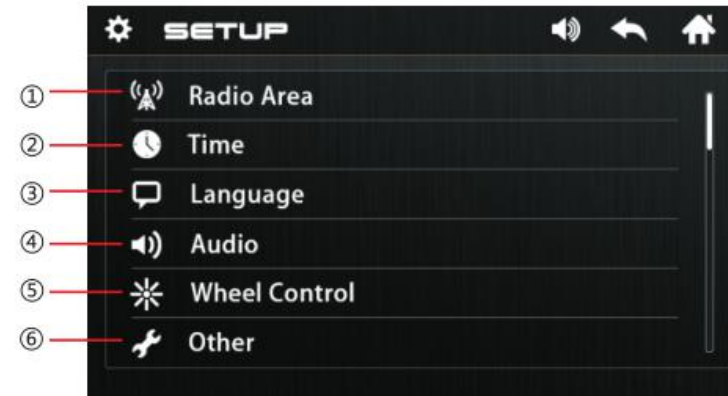 SETUP
① Radio Area
② Time
③ Language
④ Audio
⑤ Wheel Control
⑥ Other